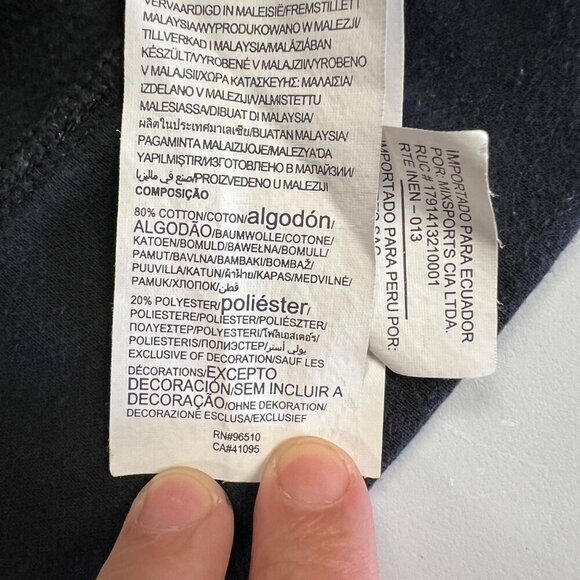 VERVAARDIGD IN MALEISIË/FREMSTILLET I
MALAYSIA/WYPRODUKOWANO W MALEZJI/
TILLVERKAD I MALAYSIA/MALÁZIÁBAN
KÉSZÜLT/VYROBENÉ V MALAJZII/VYROBENO
V MALAJSII/ΧΩΡΑ ΚΑΤΑΣΚΕΥΗΣ: ΜΑΛΑΙΣΙΑ/
IZDELANO V MALEZIJI/VALMISTETTU
MALESIASSA/DIBUAT DI MALAYSIA/
ผลิตในประเทศมาเลเซีย/BUATAN MALAYSIA/
PAGAMINTA MALAIZIJOJE/MALEZYA'DA
YAPILMIŞTIR/ИЗГОТОВЛЕНО В МАЛАЙЗИИ/
صنع في ماليزيا/PROIZVEDENO U MALEZIJI
COMPOSIÇÃO
80% COTTON/COTON/algodón/
ALGODÃO/BAUMWOLLE/COTONE/
KATOEN/BOMULD/BAWEŁNA/BOMULL/
PAMUT/BAVLNA/BAMBAKI/BOMBAŽ/
PUUVILLA/KATUN/ผ้าฝ้าย/KAPAS/MEDVILNĖ/
PAMUK/ХЛОПОК/قطن
20% POLYESTER/poliéster/
POLIESTERE/POLIESTER/POLIÉSZTER/
ΠΟΛΥΕΣΤΕΡ/POLYESTERI/โพลีเอสเตอร์/
POLIESTERIS/ПОЛИЭСТЕР/بولي أستر
EXCLUSIVE OF DECORATION/SAUF LES
DÉCORATIONS/EXCEPTO
DECORACIÓN/SEM INCLUIR A
DECORAÇÃO/OHNE DEKORATION/
DECORAZIONE ESCLUSA/EXCLUSIEF
RN#96510
CA#41095
IMPORTADO PARA ECUADOR
POR: MIXSPORTS CIA LTDA.
RUC# 1791413210001
RTE INEN – 013
IMPORTADO PARA PERU POR: